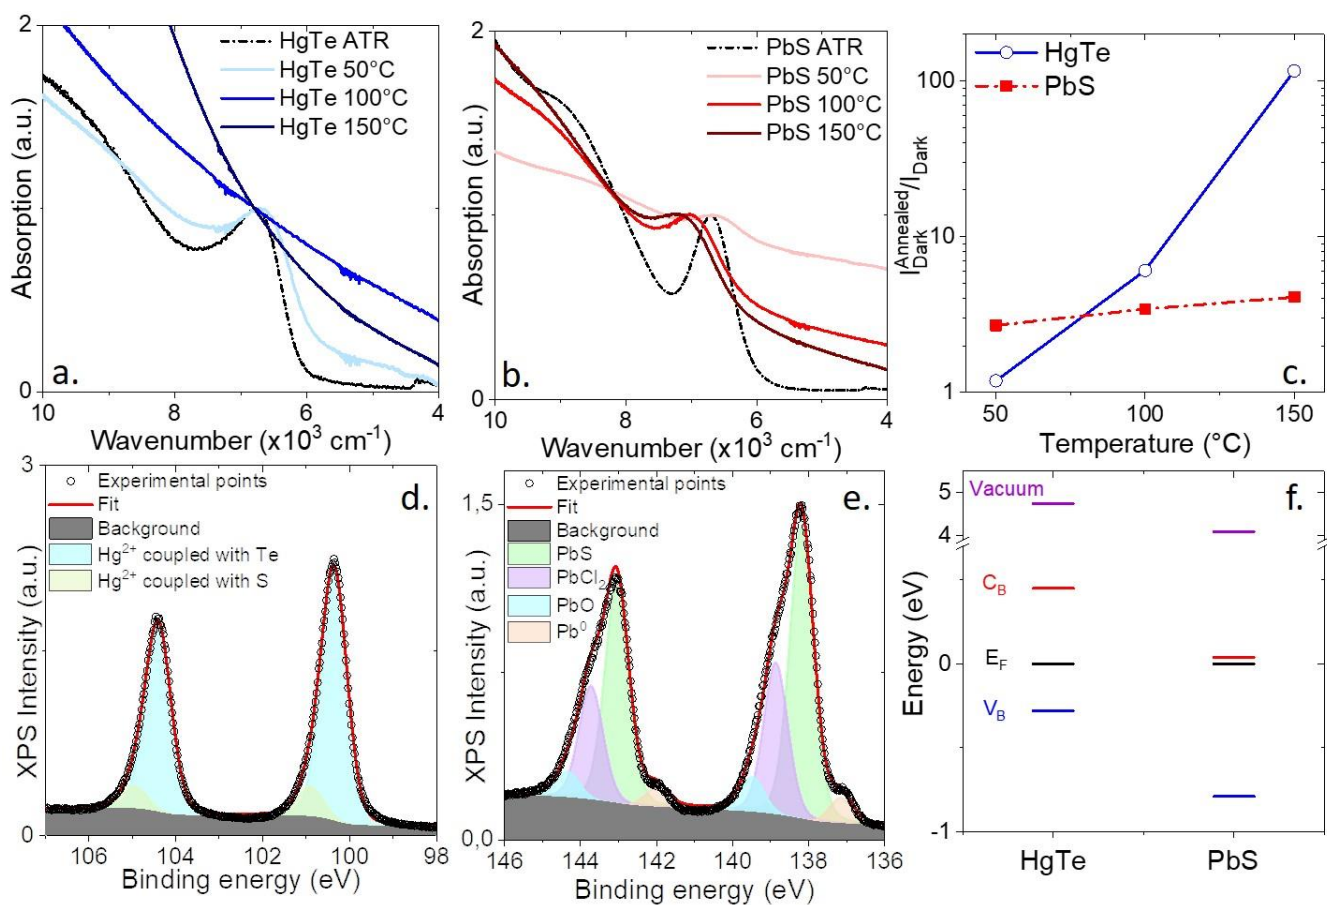 2
HgTe ATR
HgTe 50°C
HgTe 100°C
HgTe 150°C
Absorption (a.u.)
a.
0
10
8
6
4
Wavenumber (x10³ cm⁻¹)
2
PbS ATR
PbS 50°C
PbS 100°C
PbS 150°C
Absorption (a.u.)
b.
0
10
8
6
4
Wavenumber (x10³ cm⁻¹)
HgTe
PbS
100
10
1
I_Dark^Annealed/I_Dark
c.
50
100
150
Temperature (°C)
3
Experimental points
Fit
Background
Hg²⁺ coupled with Te
Hg²⁺ coupled with S
d.
XPS Intensity (a.u.)
0
106
104
102
100
98
Binding energy (eV)
1,5
Experimental points
Fit
Background
PbS
PbCl₂
PbO
Pb⁰
e.
XPS Intensity (a.u.)
0,0
146
144
142
140
138
136
Binding energy (eV)
5
Vacuum
f.
4
C_B
E_F
V_B
0
-1
Energy (eV)
HgTe
PbS